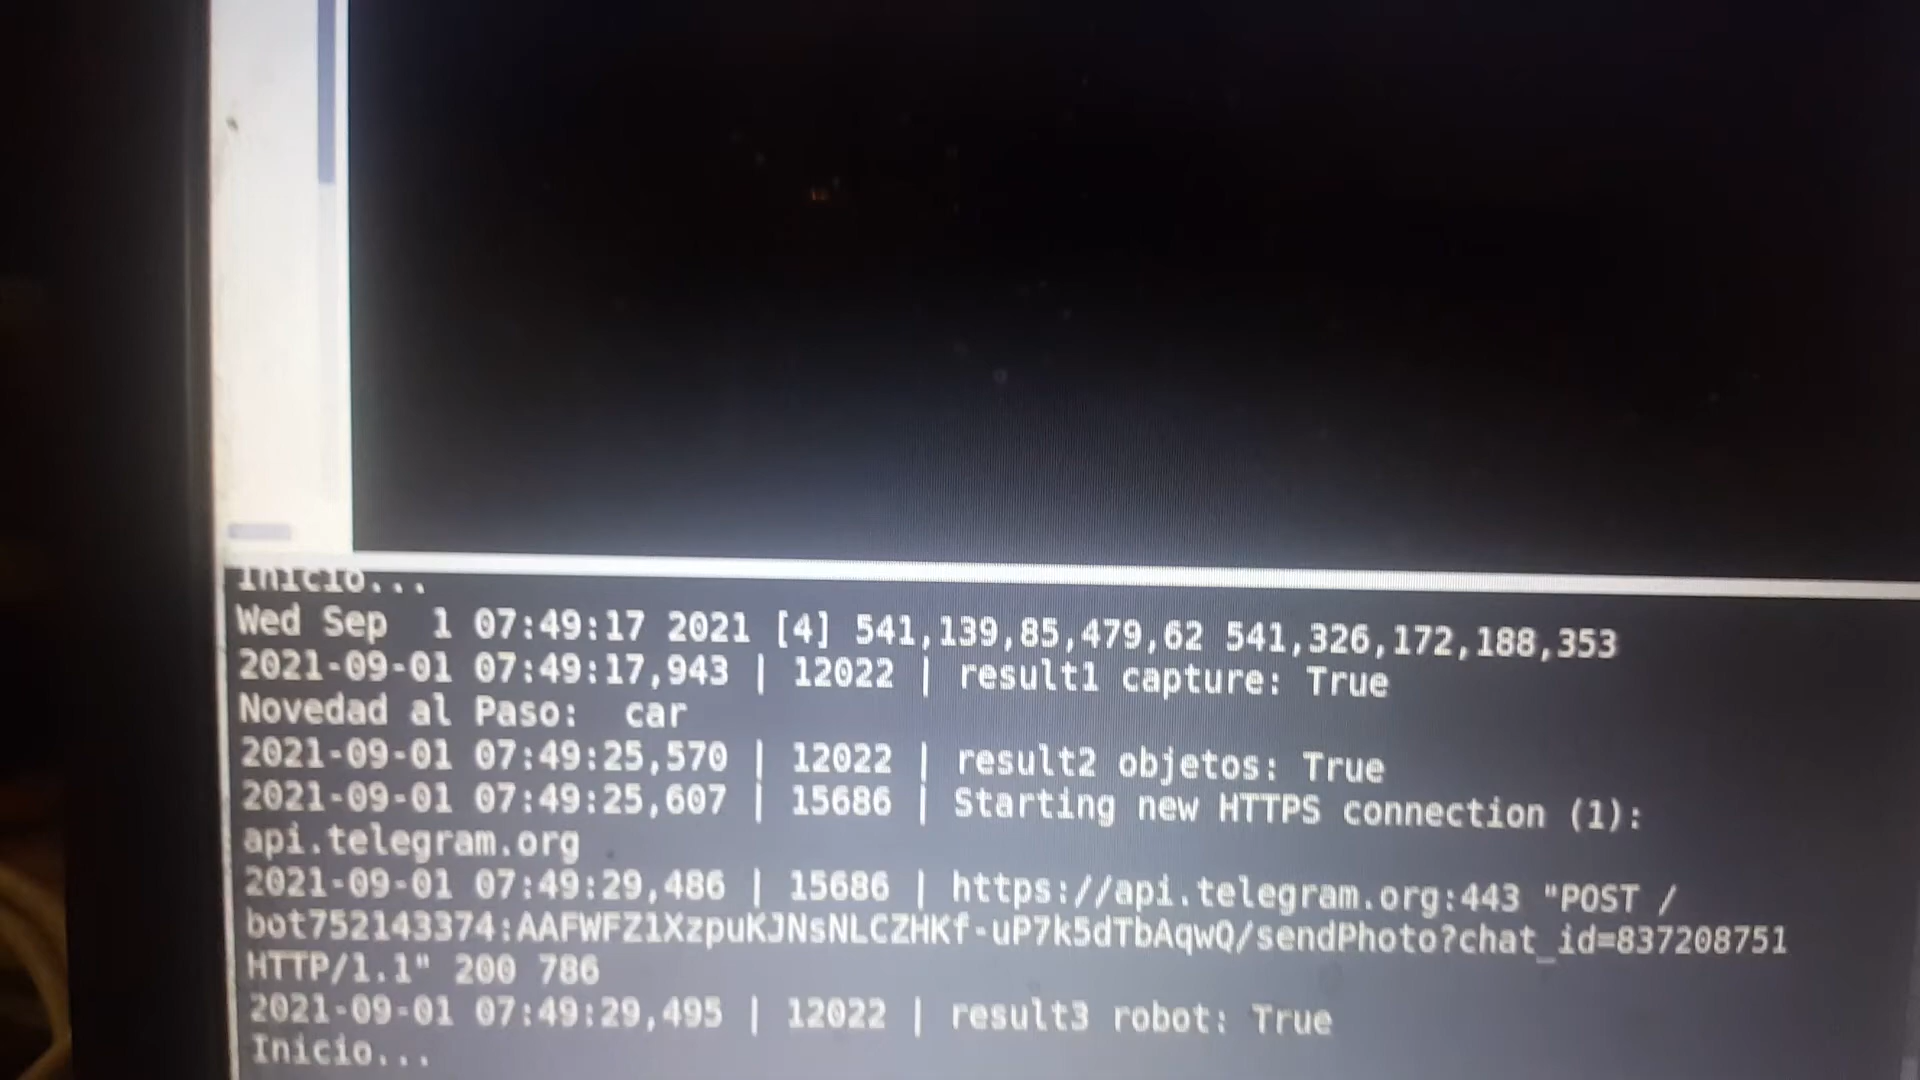 Inicio...
Wed Sep  1 07:49:17 2021 [4] 541,139,85,479,62 541,326,172,188,353
2021-09-01 07:49:17,943 | 12022 | result1 capture: True
Novedad al Paso:  car
2021-09-01 07:49:25,570 | 12022 | result2 objetos: True
2021-09-01 07:49:25,607 | 15686 | Starting new HTTPS connection (1):
api.telegram.org
2021-09-01 07:49:29,486 | 15686 | https://api.telegram.org:443 "POST /
bot752143374:AAFWFZ1XzpuKJNsNLCZHKf-uP7k5dTbAqwQ/sendPhoto?chat_id=837208751
HTTP/1.1" 200 786
2021-09-01 07:49:29,495 | 12022 | result3 robot: True
Inicio...